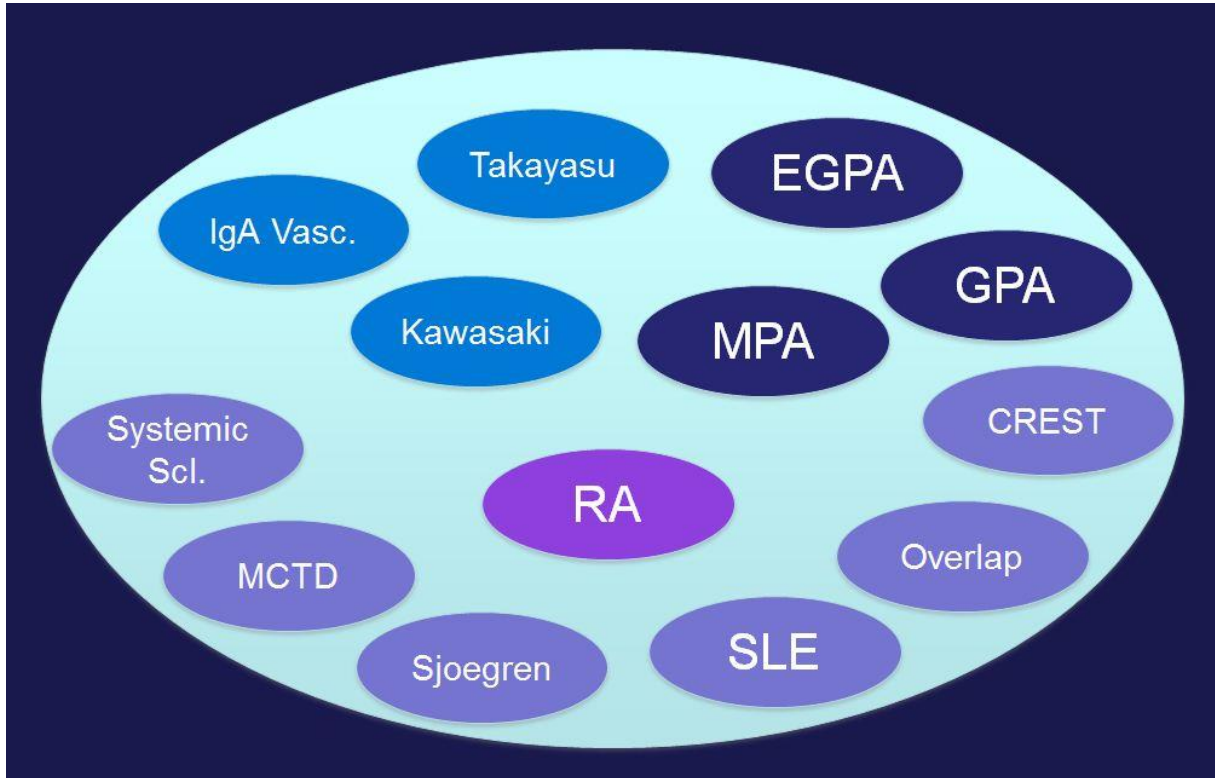 Takayasu
EGPA
IgA Vasc.
GPA
Kawasaki
MPA
CREST
Systemic
Scl.
RA
Overlap
MCTD
SLE
Sjoegren